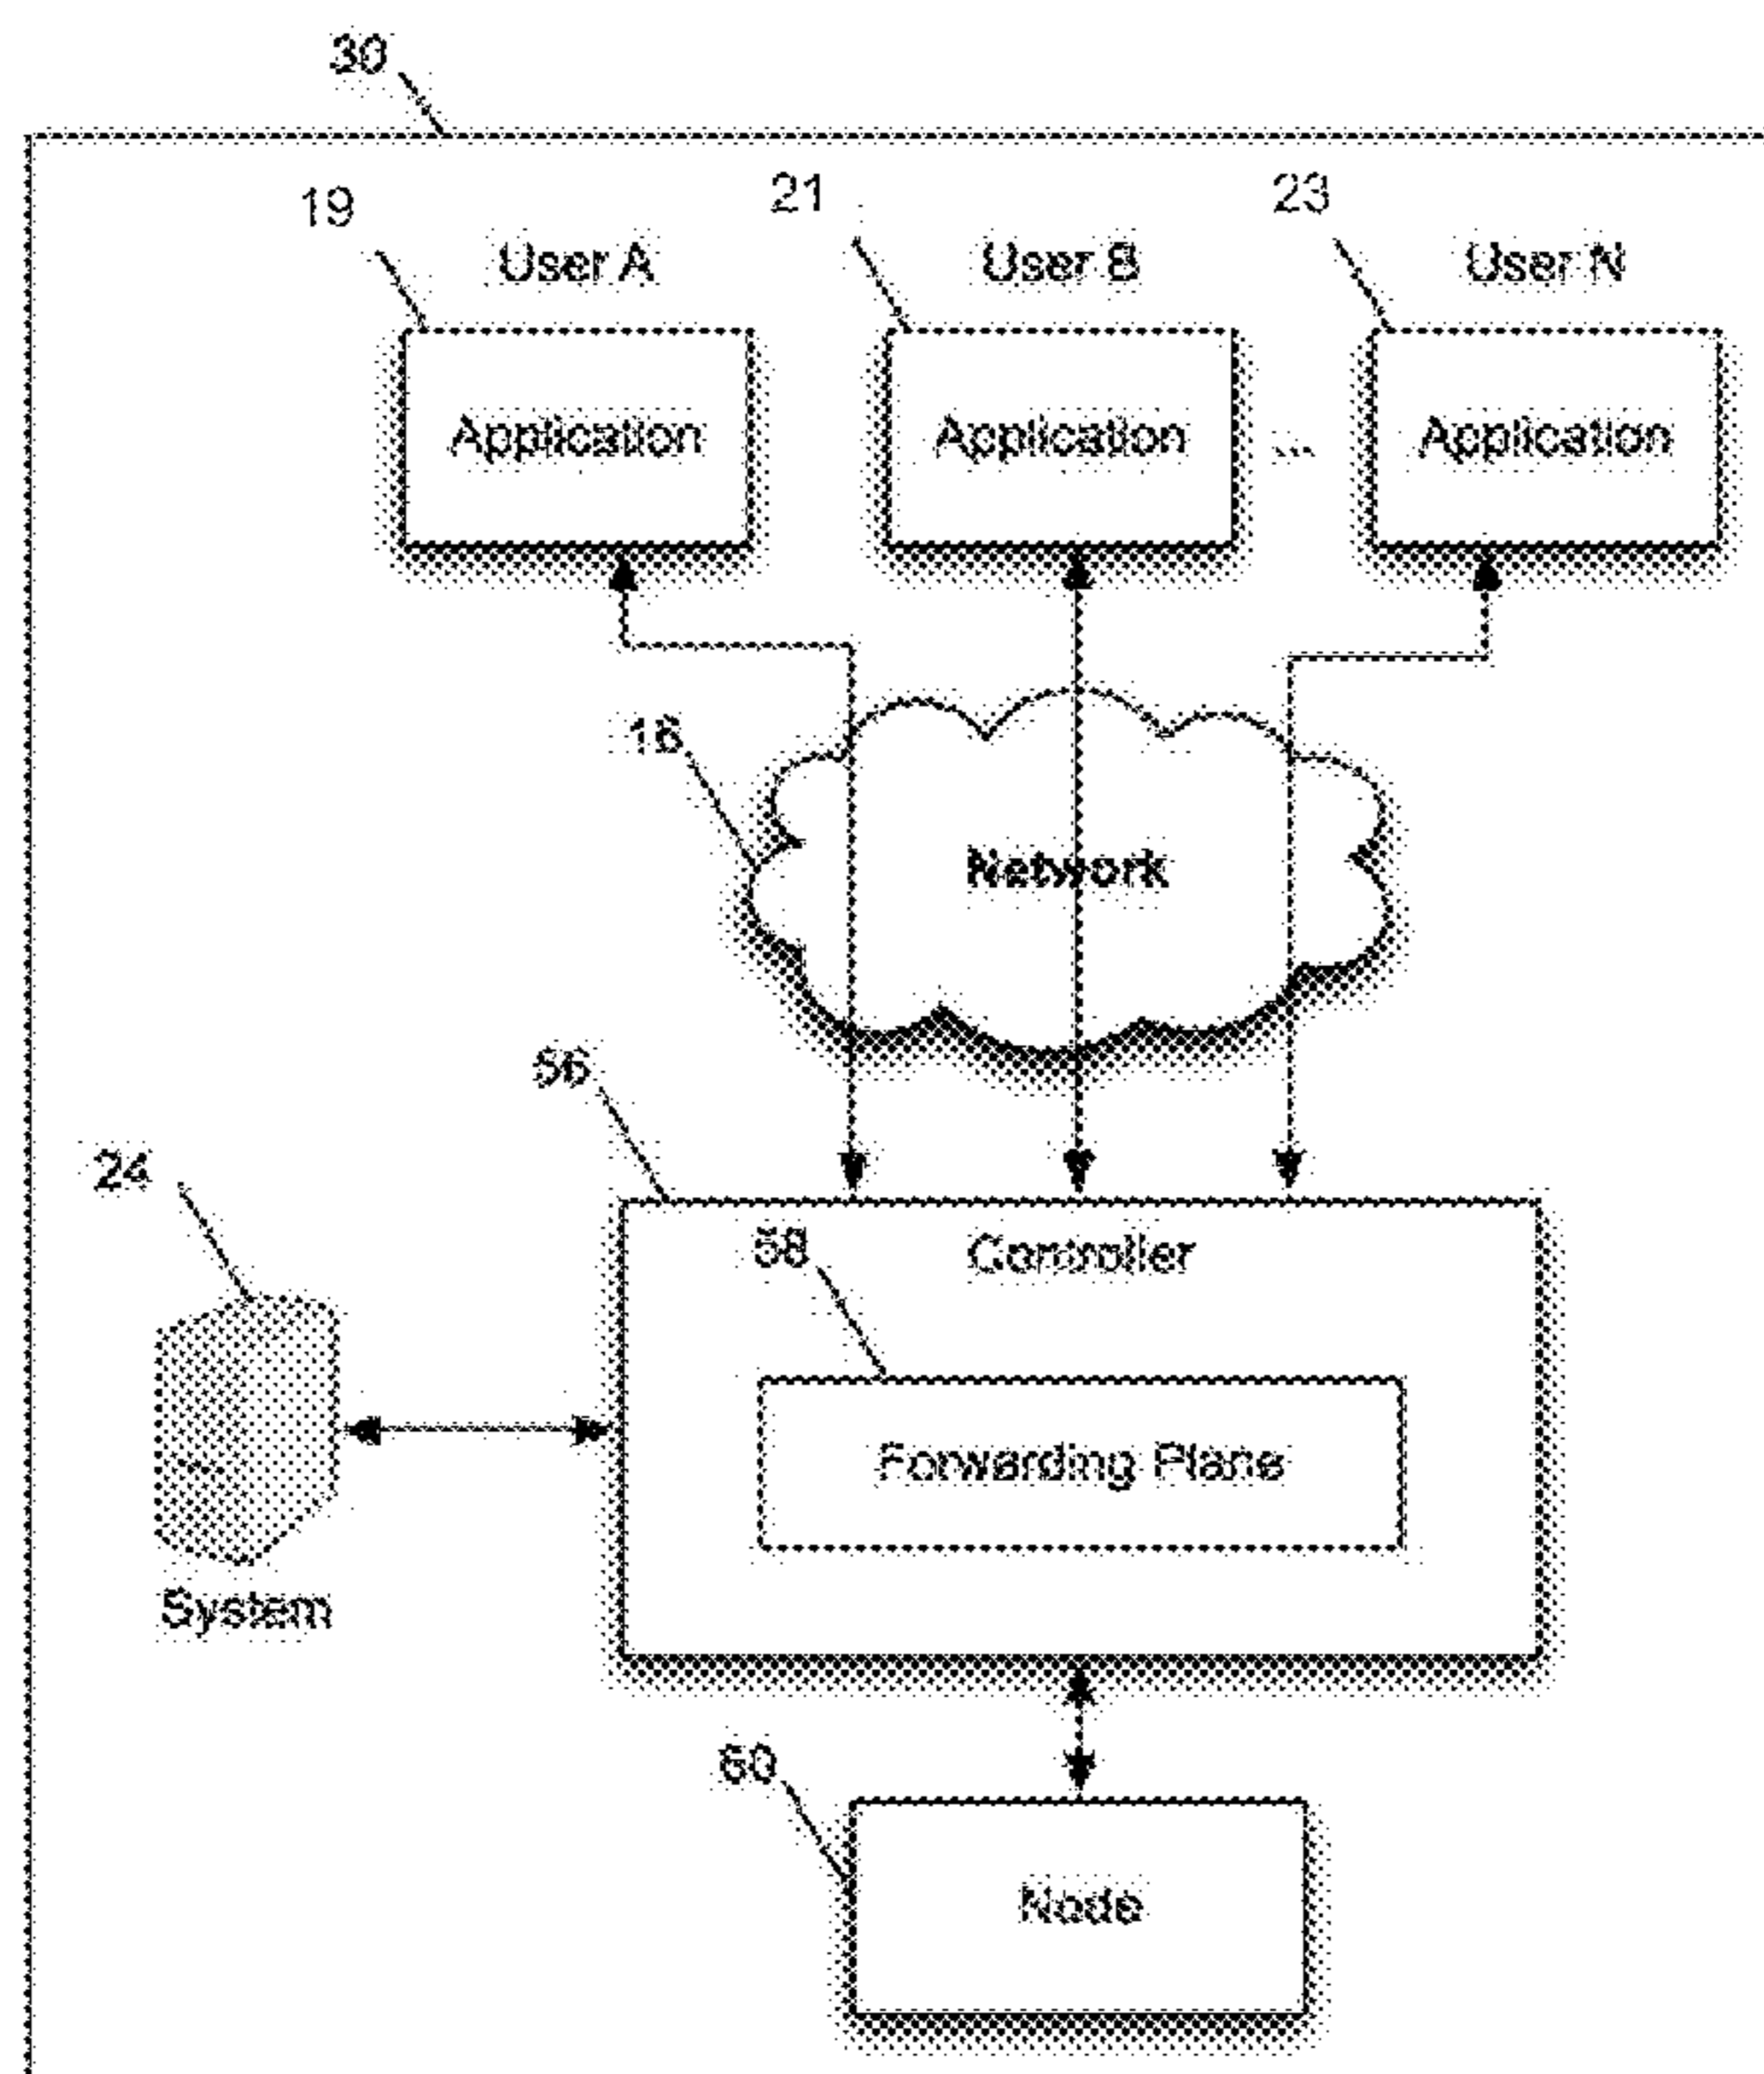 30
19
21
23
User A
User B
User N
Application
Application
...
Application
16
Network
56
24
Controller
58
Forwarding Plane
System
60
Node